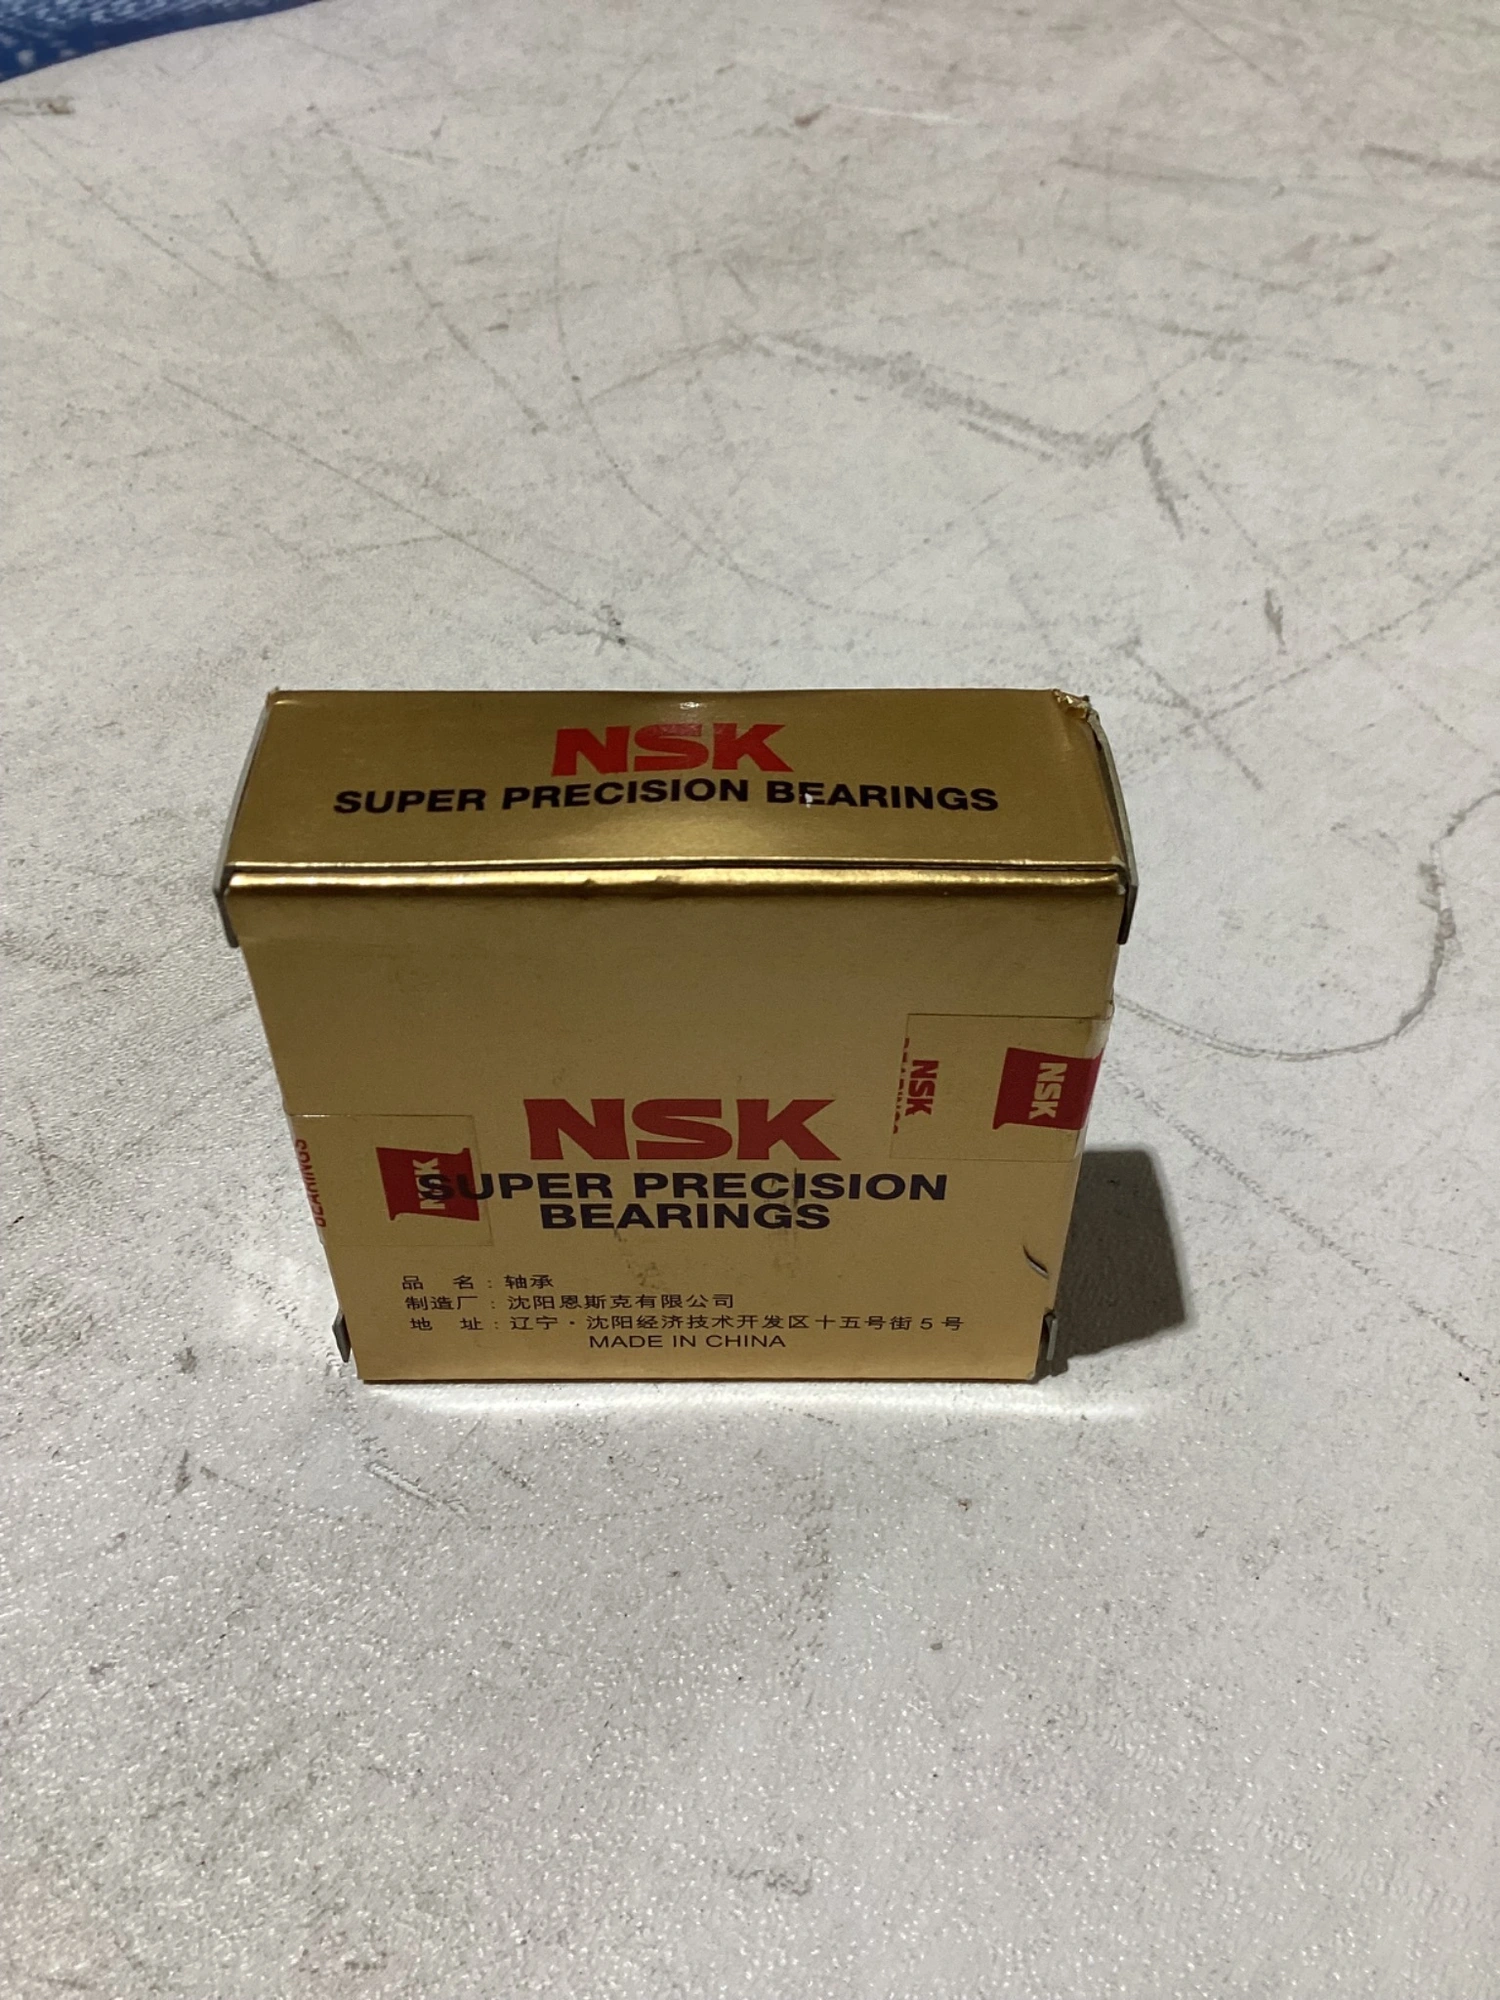 NSK
SUPER PRECISION BEARINGS
NSK
NSK
NSK
SUPER PRECISION
BEARINGS
NSK
BEARINGS
品 名：轴承
制造厂：沈阳恩斯克有限公司
地 址：辽宁·沈阳经济技术开发区十五号街5号
MADE IN CHINA